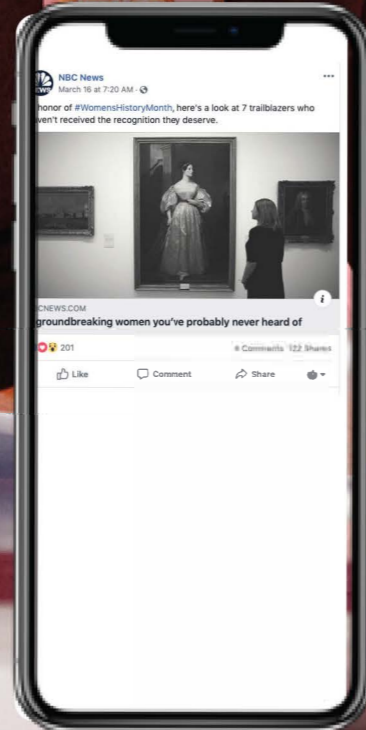 NBC News
March 16 at 7:20 AM ·
honor of #WomensHistoryMonth, here's a look at 7 trailblazers who
ven't received the recognition they deserve.
CNEWS.COM
groundbreaking women you've probably never heard of
201
Comments 122 Shares
Like
Comment
Share